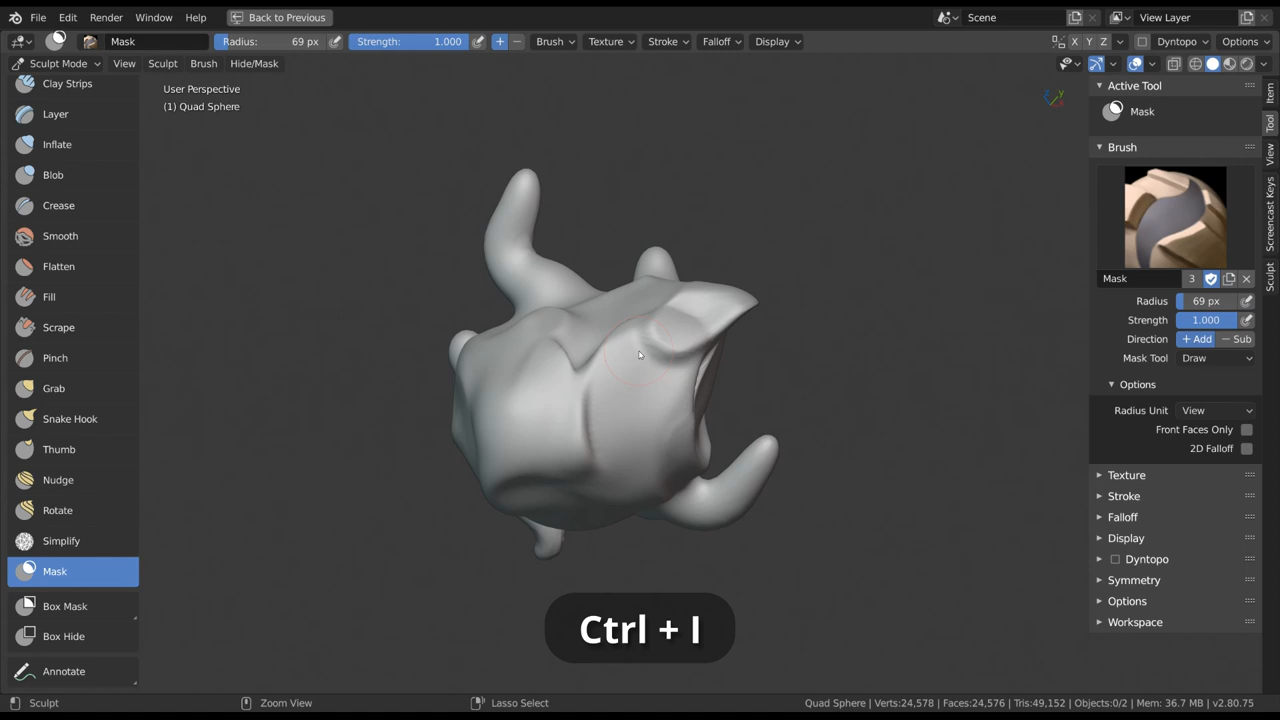 File Edit Render Window Help Back to Previous Scene View Layer
Mask Radius: 69 px Strength: 1.000 Brush Texture Stroke Falloff Display X Y Z Dyntopo Options
Sculpt Mode View Sculpt Brush Hide/Mask
User Perspective
(1) Quad Sphere
Clay Strips
Layer
Inflate
Blob
Crease
Smooth
Flatten
Fill
Scrape
Pinch
Grab
Snake Hook
Thumb
Nudge
Rotate
Simplify
Mask
Box Mask
Box Hide
Annotate
Ctrl + I
Active Tool
Mask
Brush
Mask 3
Radius 69 px
Strength 1.000
Direction + Add − Sub
Mask Tool Draw
Options
Radius Unit View
Front Faces Only
2D Falloff
Texture
Stroke
Falloff
Display
Dyntopo
Symmetry
Options
Workspace
Item
Tool
View
Screencast Keys
Sculpt
Sculpt Zoom View Lasso Select Quad Sphere | Verts:24,578 | Faces:24,576 | Tris:49,152 | Objects:0/2 | Mem: 36.7 MB | v2.80.75